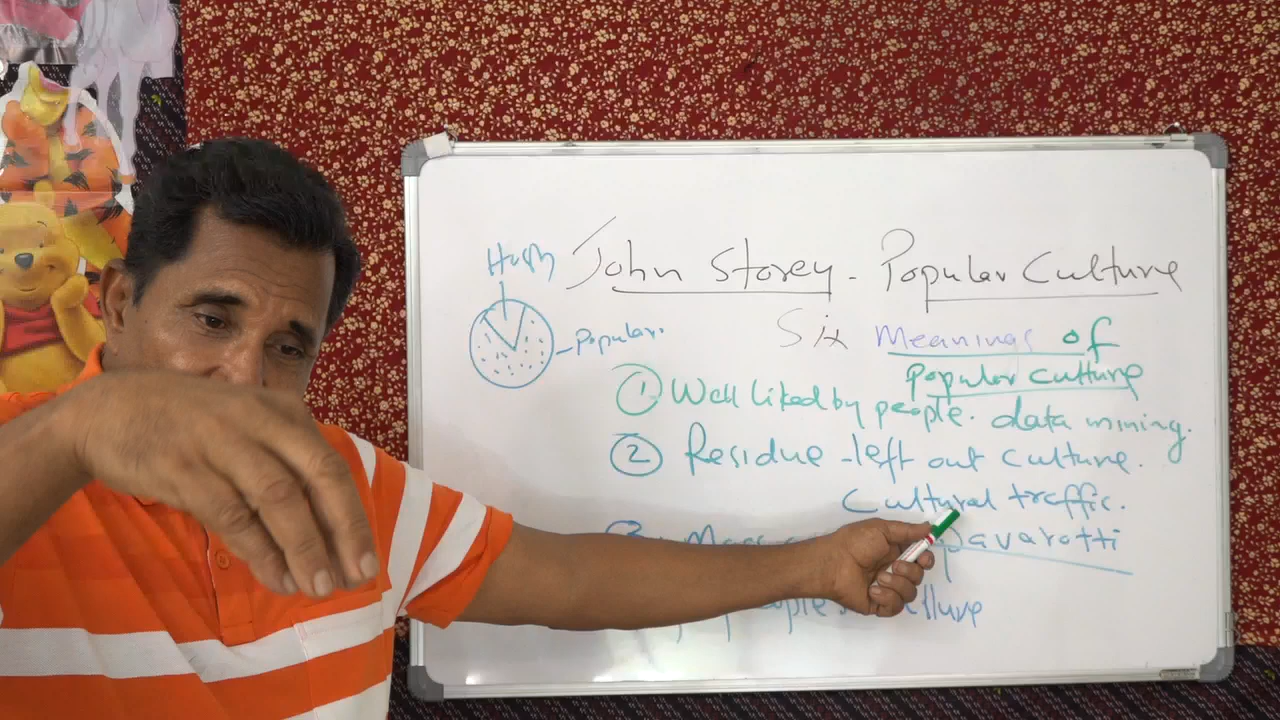 John Storey - Popular Culture
High
Popular.
Six Meanings of
Popular culture
① Well liked by people. data mining.
② Residue - left out culture.
Cultural traffic.
Pavarotti